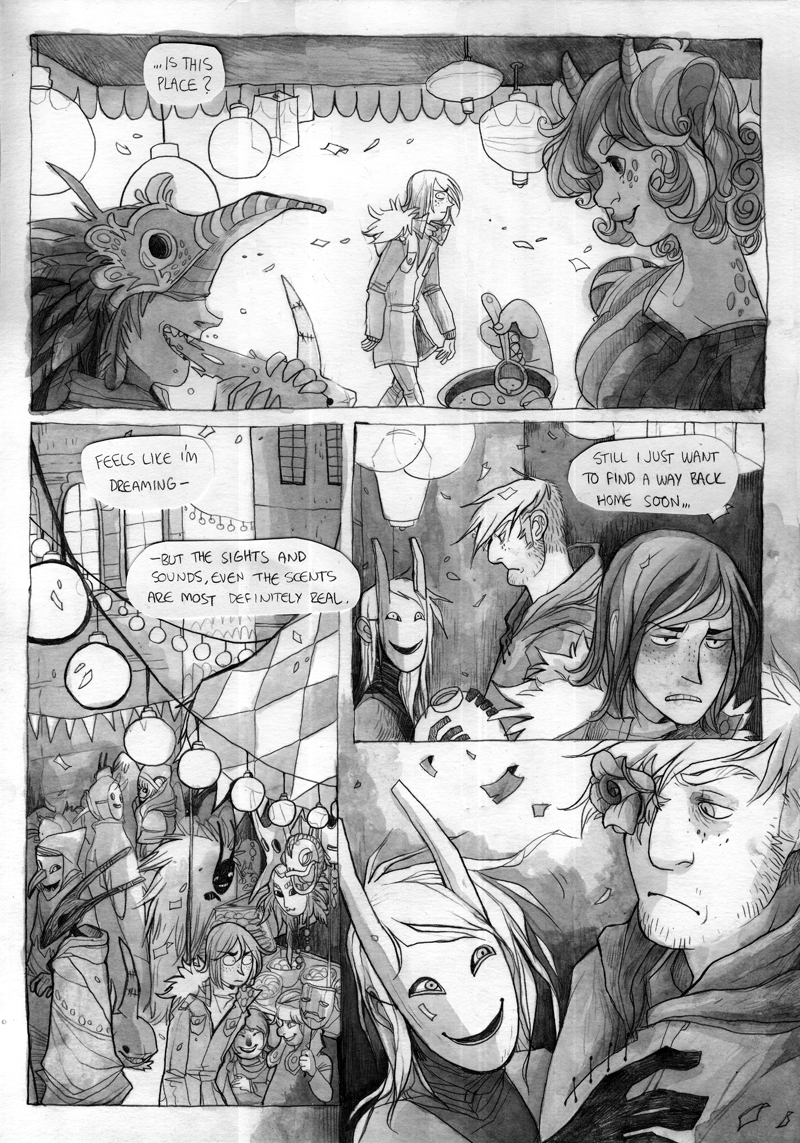 ...IS THIS
PLACE?
FEELS LIKE I'M
DREAMING-
-BUT THE SIGHTS AND
SOUNDS, EVEN THE SCENTS
ARE MOST DEFINITELY REAL.
STILL I JUST WANT
TO FIND A WAY BACK
HOME SOON...